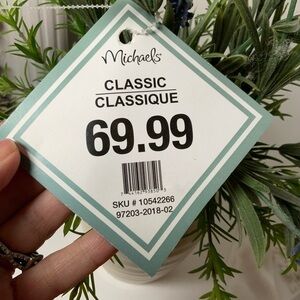 Michaels
CLASSIC
CLASSIQUE
69.99
SKU # 10542266
97203-2018-02